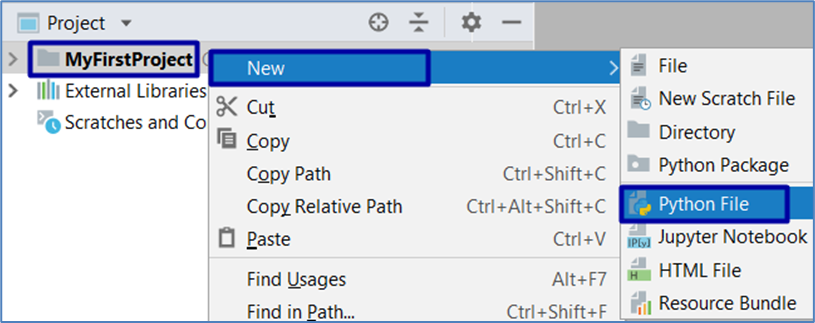 Project
MyFirstProject
External Libraries
Scratches and Co
New
Cut Ctrl+X
Copy Ctrl+C
Copy Path Ctrl+Shift+C
Copy Relative Path Ctrl+Alt+Shift+C
Paste Ctrl+V
Find Usages Alt+F7
Find in Path... Ctrl+Shift+F
File
New Scratch File
Directory
Python Package
Python File
IP[y] Jupyter Notebook
H HTML File
Resource Bundle